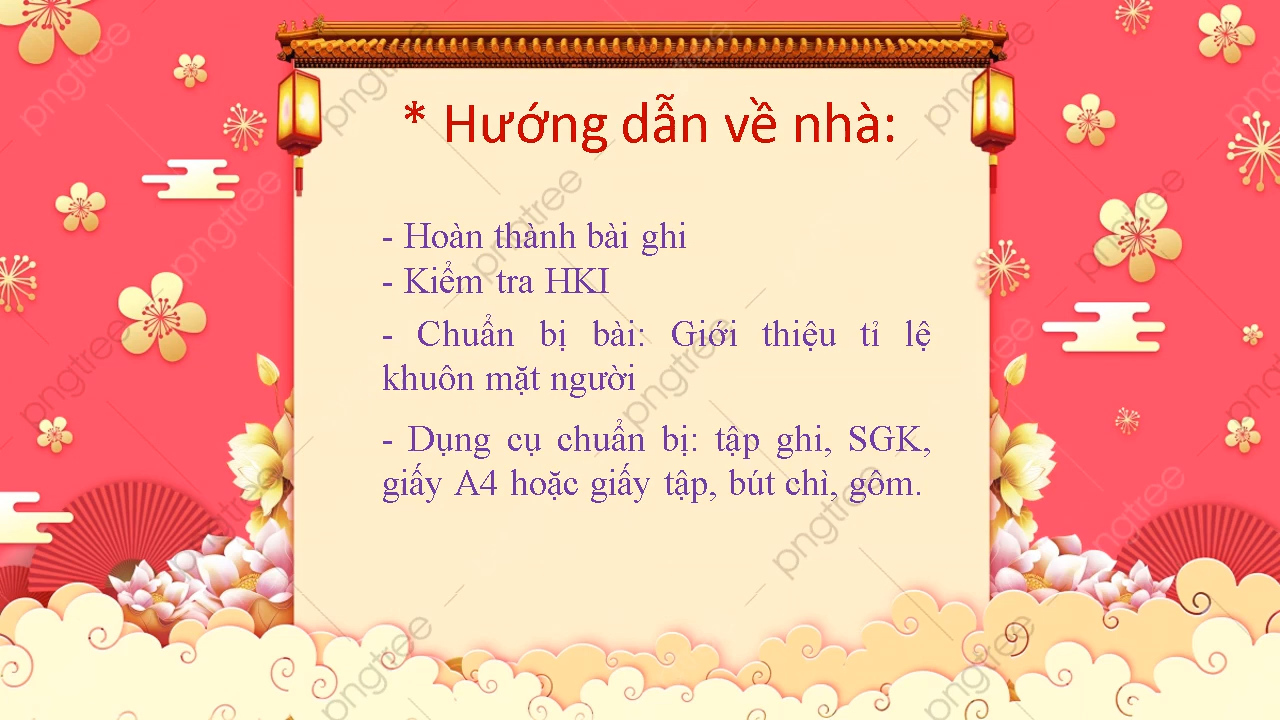 * Hướng dẫn về nhà:
- Hoàn thành bài ghi
- Kiểm tra HKI
- Chuẩn bị bài: Giới thiệu tỉ lệ
khuôn mặt người
- Dụng cụ chuẩn bị: tập ghi, SGK,
giấy A4 hoặc giấy tập, bút chì, gôm.
pngtree